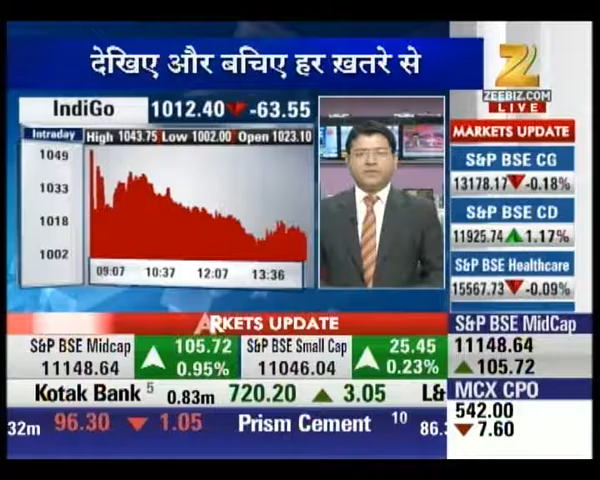 देखिए और बचिए हर ख़तरे से
ZEEBIZ.COM
LIVE
IndiGo 1012.40 -63.55
Intraday High 1043.75 Low 1002.00 Open 1023.10
1049
1033
1018
1002
09:07 10:37 12:07 13:36
MARKETS UPDATE
S&P BSE CG
13178.17 -0.18%
S&P BSE CD
11925.74 1.17%
S&P BSE Healthcare
15567.73 -0.09%
ARKETS UPDATE
S&P BSE Midcap 105.72
11148.64 0.95%
S&P BSE Small Cap 25.45
11046.04 0.23%
S&P BSE MidCap
11148.64
105.72
Kotak Bank 5 0.83m 720.20 3.05 L&
MCX CPO
542.00
7.60
32m 96.30 1.05 Prism Cement 10 86.